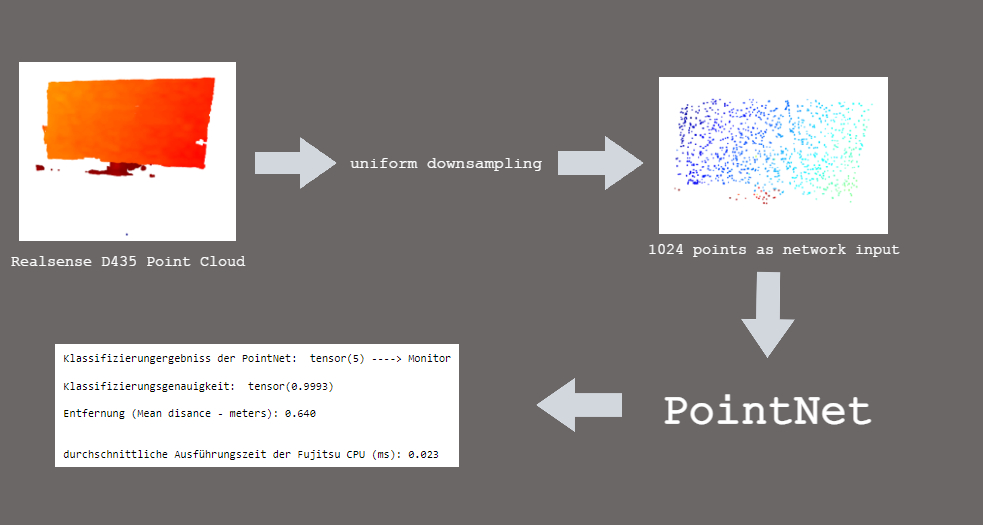 uniform downsampling
Realsense D435 Point Cloud
1024 points as network input
PointNet
Klassifizierungergebniss der PointNet:  tensor(5) ----> Monitor
Klassifizierungsgenauigkeit:  tensor(0.9993)
Entfernung (Mean disance - meters): 0.640
durchschnittliche Ausführungszeit der Fujitsu CPU (ms): 0.023